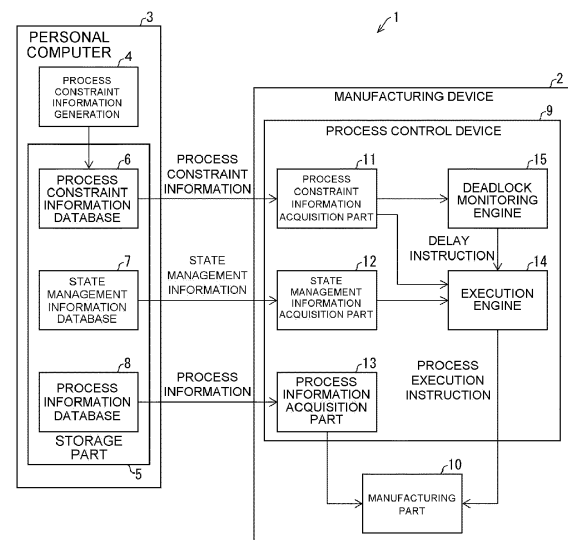 1
3
PERSONAL
COMPUTER
4
PROCESS
CONSTRAINT
INFORMATION
GENERATION
6
PROCESS
CONSTRAINT
INFORMATION
DATABASE
7
STATE
MANAGEMENT
INFORMATION
DATABASE
8
PROCESS
INFORMATION
DATABASE
STORAGE
PART
5
PROCESS
CONSTRAINT
INFORMATION
STATE
MANAGEMENT
INFORMATION
PROCESS
INFORMATION
2
MANUFACTURING DEVICE
9
PROCESS CONTROL DEVICE
11
PROCESS
CONSTRAINT
INFORMATION
ACQUISITION PART
15
DEADLOCK
MONITORING
ENGINE
DELAY
INSTRUCTION
12
STATE
MANAGEMENT
INFORMATION
ACQUISITION PART
14
EXECUTION
ENGINE
13
PROCESS
INFORMATION
ACQUISITION
PART
PROCESS
EXECUTION
INSTRUCTION
10
MANUFACTURING
PART